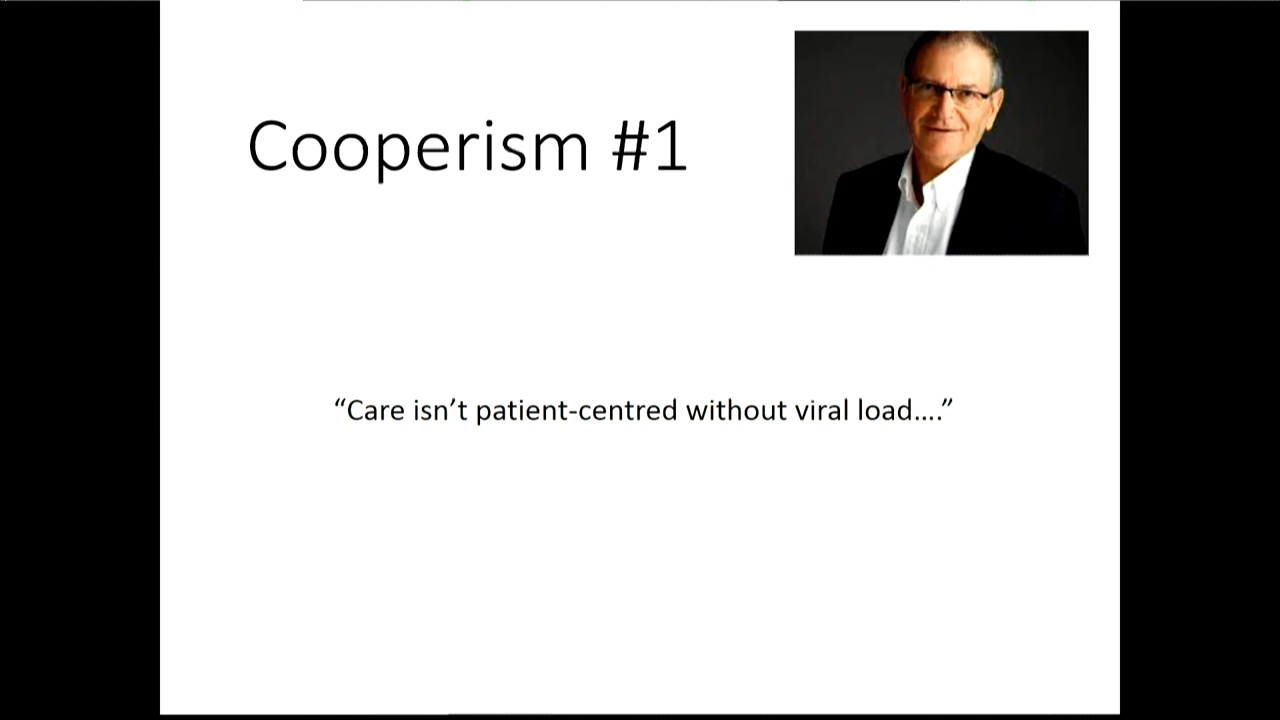 Cooperism #1
“Care isn’t patient-centred without viral load....”